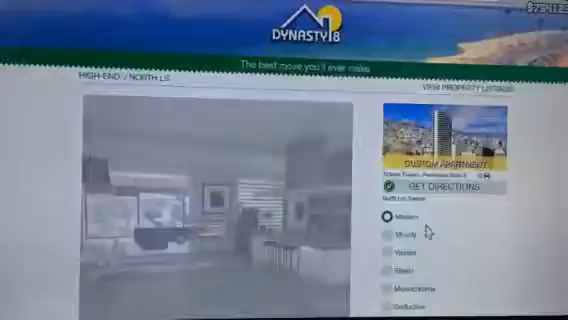 DYNASTY8
The best move you'll ever make
HIGH-END / NORTH LS
VIEW PROPERTY LISTINGS
CUSTOM APARTMENT
GET DIRECTIONS
Modern
Moody
Vibrant
Sharp
Monochrome
Seductive